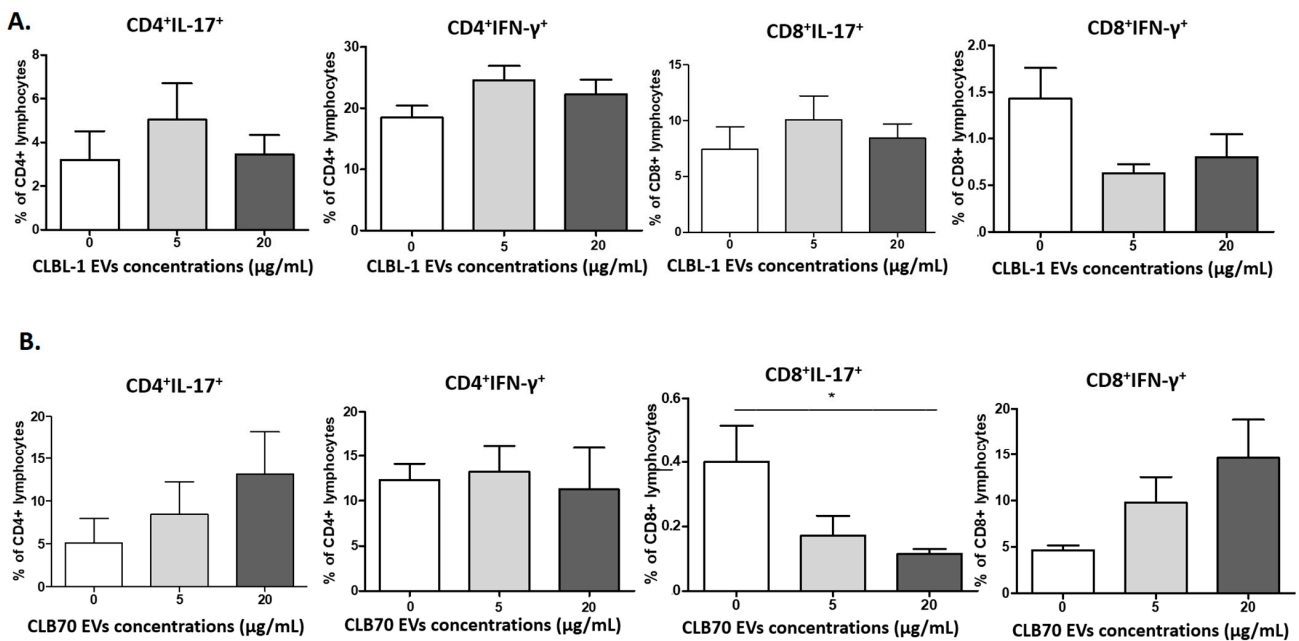 A.
CD4⁺IL-17⁺
% of CD4+ lymphocytes
8
6
4
2
0
0 5 20
CLBL-1 EVs concentrations (µg/mL)
CD4⁺IFN-γ⁺
% of CD4+ lymphocytes
30
20
10
0
0 5 20
CLBL-1 EVs concentrations (µg/mL)
CD8⁺IL-17⁺
% of CD8+ lymphocytes
15
10
5
0
0 5 20
CLBL-1 EVs concentrations (µg/mL)
CD8⁺IFN-γ⁺
% of CD8+ lymphocytes
2.0
1.5
1.0
0.5
.0
0 5 20
CLBL-1 EVs concentrations (µg/mL)
B.
CD4⁺IL-17⁺
% of CD4+ lymphocytes
20
15
10
5
0
0 5 20
CLB70 EVs concentrations (µg/mL)
CD4⁺IFN-γ⁺
% of CD4+ lymphocytes
20
15
10
5
0
0 5 20
CLB70 EVs concentrations (µg/mL)
CD8⁺IL-17⁺
*
% of CD8+ lymphocytes
0.6
0.4
0.2
0
0 5 20
CLB70 EVs concentrations (µg/mL)
CD8⁺IFN-γ⁺
% of CD8+ lymphocytes
20
15
10
5
0
0 5 20
CLB70 EVs concentrations (µg/mL)